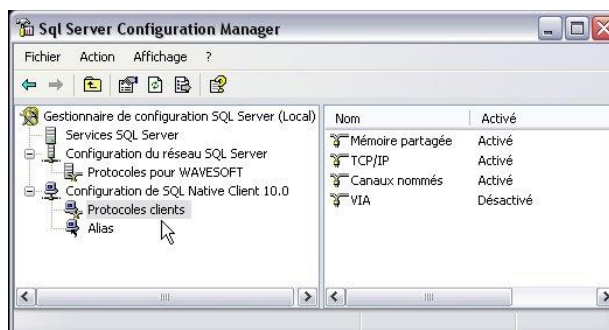 Sql Server Configuration Manager
Fichier Action Affichage ?
Gestionnaire de configuration SQL Server (Local)
Services SQL Server
Configuration du réseau SQL Server
Protocoles pour WAVESOFT
Configuration de SQL Native Client 10.0
Protocoles clients
Alias
Nom Activé
Mémoire partagée Activé
TCP/IP Activé
Canaux nommés Activé
VIA Désactivé